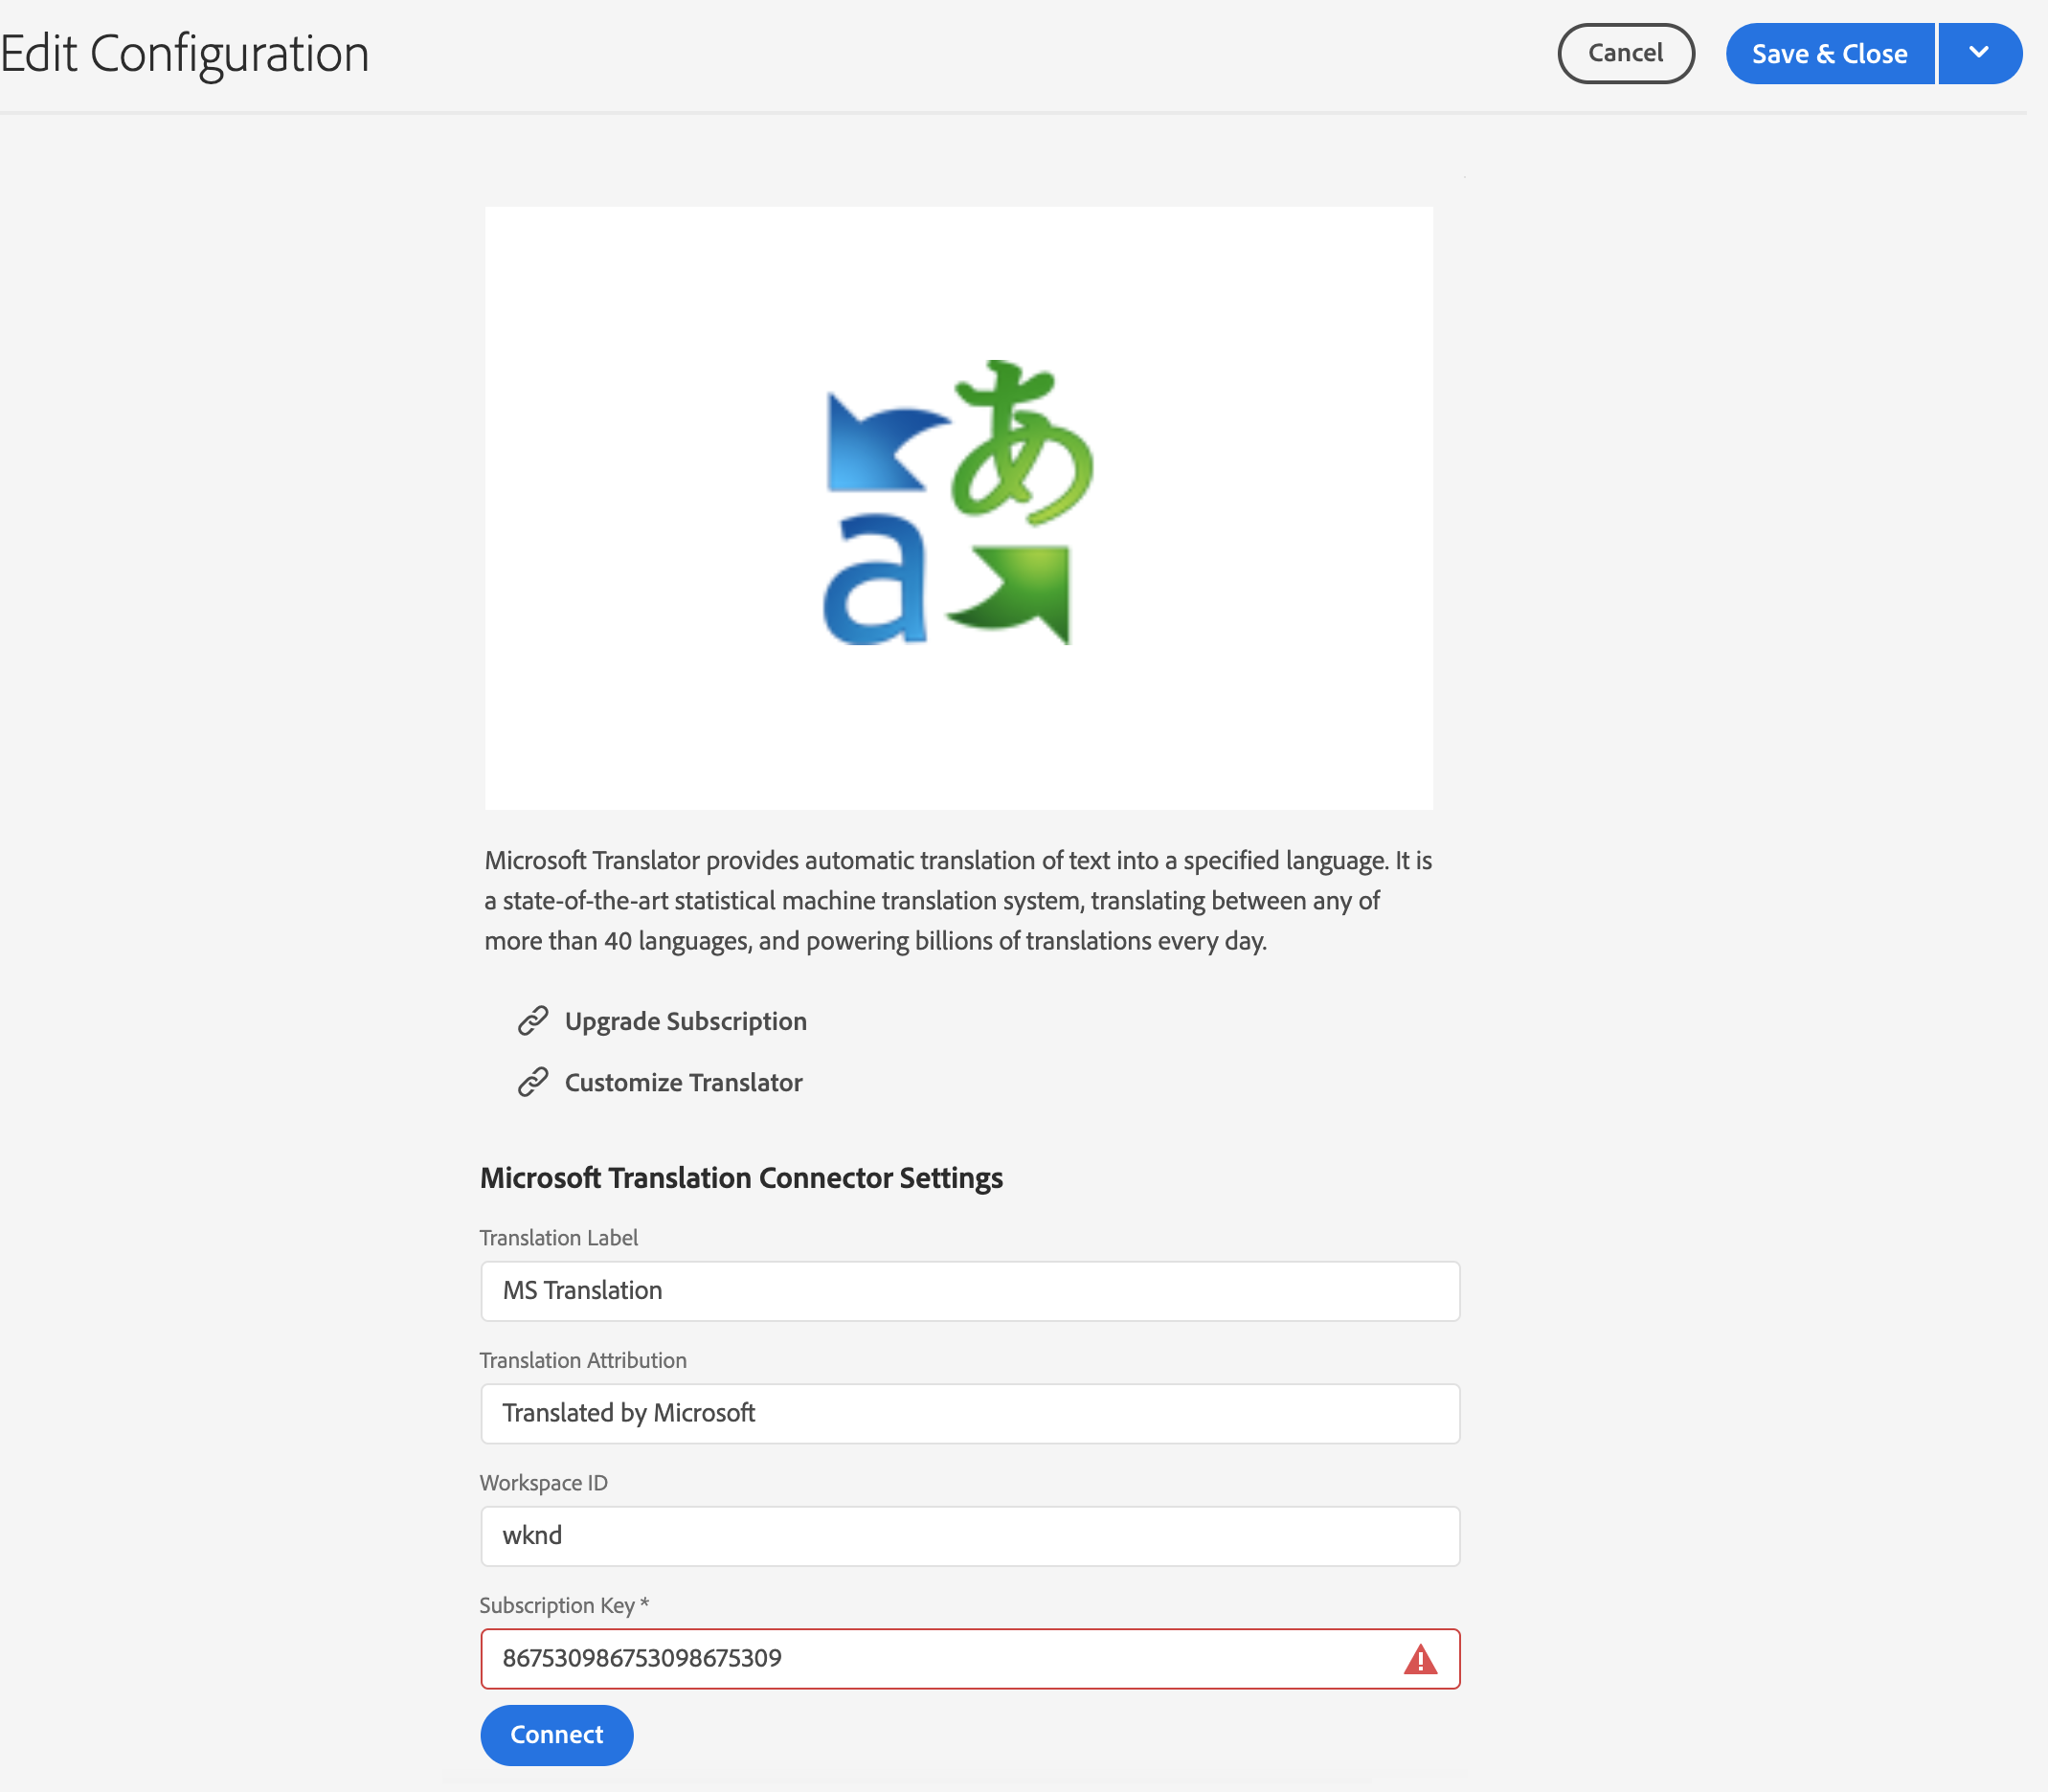 Edit Configuration
Cancel
Save & Close
あ
a
Microsoft Translator provides automatic translation of text into a specified language. It is
a state-of-the-art statistical machine translation system, translating between any of
more than 40 languages, and powering billions of translations every day.
Upgrade Subscription
Customize Translator
Microsoft Translation Connector Settings
Translation Label
MS Translation
Translation Attribution
Translated by Microsoft
Workspace ID
wknd
Subscription Key *
867530986753098675309
Connect